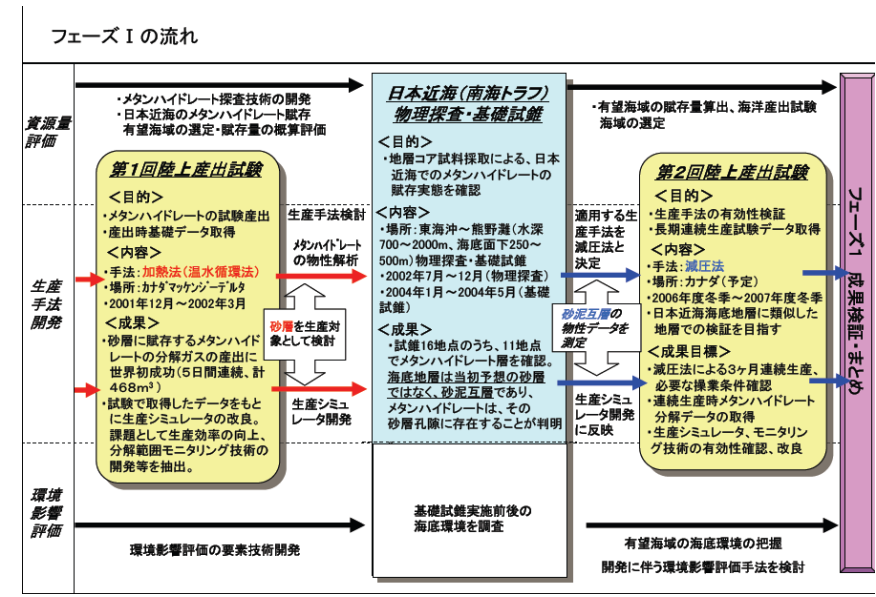 フェーズⅠの流れ
資源量
評価
・メタンハイドレート探査技術の開発
・日本近海のメタンハイドレート賦存
有望海域の選定・賦存量の概算評価
日本近海(南海トラフ)
物理探査・基礎試錐
<目的>
・地層コア試料採取による、日本
近海でのメタンハイドレートの
賦存実態を確認
<内容>
・場所:東海沖~熊野灘(水深
700~2000m、海底面下250~
500m)物理探査・基礎試錐
・2002年7月~12月(物理探査)
・2004年1月~2004年5月(基礎
試錐)
<成果>
・試錐16地点のうち、11地点
でメタンハイドレート層を確認。
海底地層は当初予想の砂層
ではなく、砂泥互層であり、
メタンハイドレートは、その
砂層孔隙に存在することが判明
・有望海域の賦存量算出、海洋産出試験
海域の選定
生産
手法
開発
第1回陸上産出試験
<目的>
・メタンハイドレートの試験産出
・産出時基礎データ取得
<内容>
・手法:加熱法(温水循環法)
・場所:カナダマッケンジーデルタ
・2001年12月~2002年3月
<成果>
・砂層に賦存するメタンハイド
レートの分解ガスの産出に
世界初成功(5日間連続、計
468m³)
・試験で取得したデータをもと
に生産シミュレータの改良。
課題として生産効率の向上、
分解範囲モニタリング技術の
開発等を抽出。
生産手法検討
メタンハイドレート
の物性解析
砂層を生産対
象として検討
生産シミュ
レータ開発
適用する生
産手法を
減圧法と
決定
砂泥互層の
物性データを
測定
生産シミュ
レータ開発
に反映
第2回陸上産出試験
<目的>
・生産手法の有効性検証
・長期連続生産試験データ取得
<内容>
・手法:減圧法
・場所:カナダ(予定)
・2006年度冬季~2007年度冬季
・日本近海海底地層に類似した
地層での検証を目指す
<成果目標>
・減圧法による3ヶ月連続生産、
必要な操業条件確認
・連続生産時メタンハイドレート
分解データの取得
・生産シミュレータ、モニタリン
グ技術の有効性確認、改良
フェーズ1 成果検証・まとめ
環境
影響
評価
環境影響評価の要素技術開発
基礎試錐実施前後の
海底環境を調査
有望海域の海底環境の把握
開発に伴う環境影響評価手法を検討